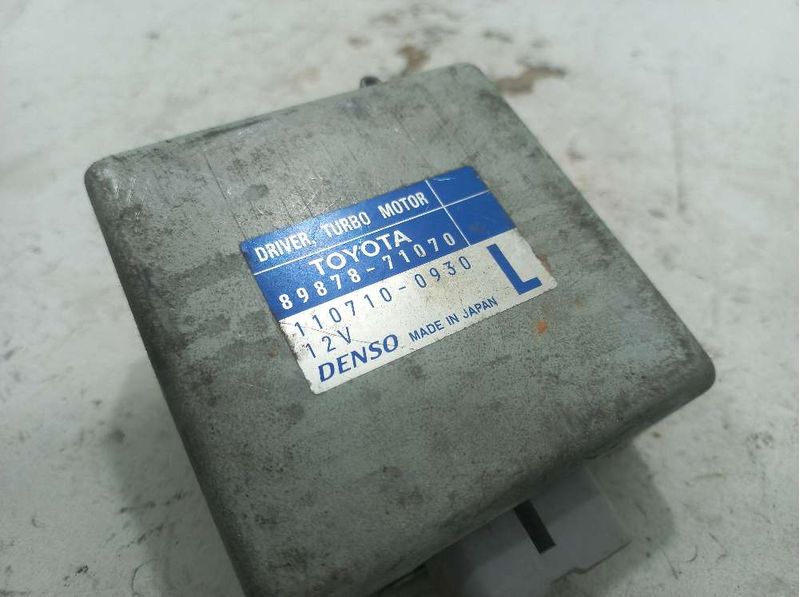 DRIVER, TURBO MOTOR
TOYOTA
89878-71070
110710-0930
12V
L
DENSO MADE IN JAPAN